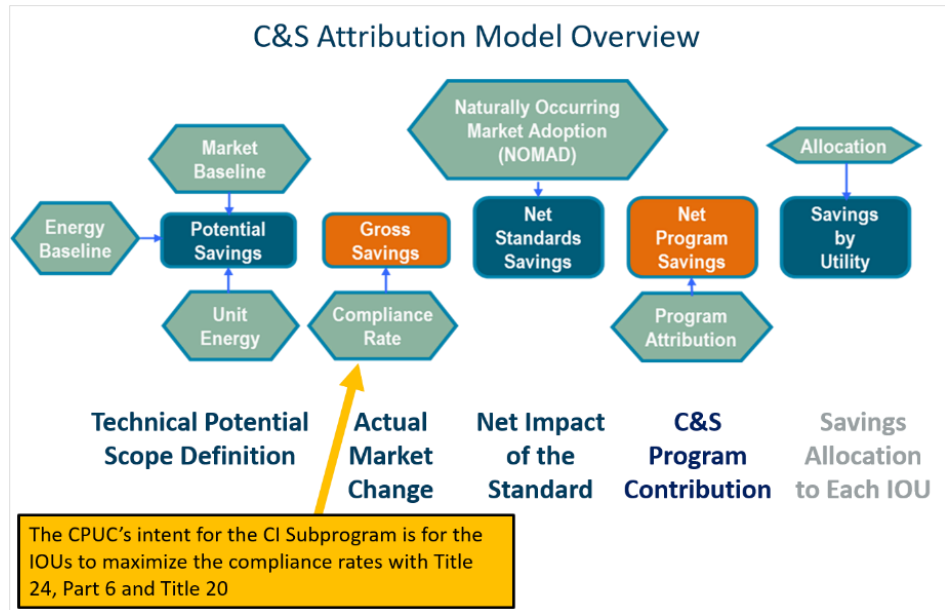 C&S Attribution Model Overview
Naturally Occurring
Market Adoption
(NOMAD)
Market
Baseline
Allocation
Energy
Baseline
Potential
Savings
Gross
Savings
Net
Standards
Savings
Net
Program
Savings
Savings
by
Utility
Unit
Energy
Compliance
Rate
Program
Attribution
Technical Potential
Scope Definition
Actual
Market
Change
Net Impact
of the
Standard
C&S
Program
Contribution
Savings
Allocation
to Each IOU
The CPUC’s intent for the CI Subprogram is for the
IOUs to maximize the compliance rates with Title
24, Part 6 and Title 20